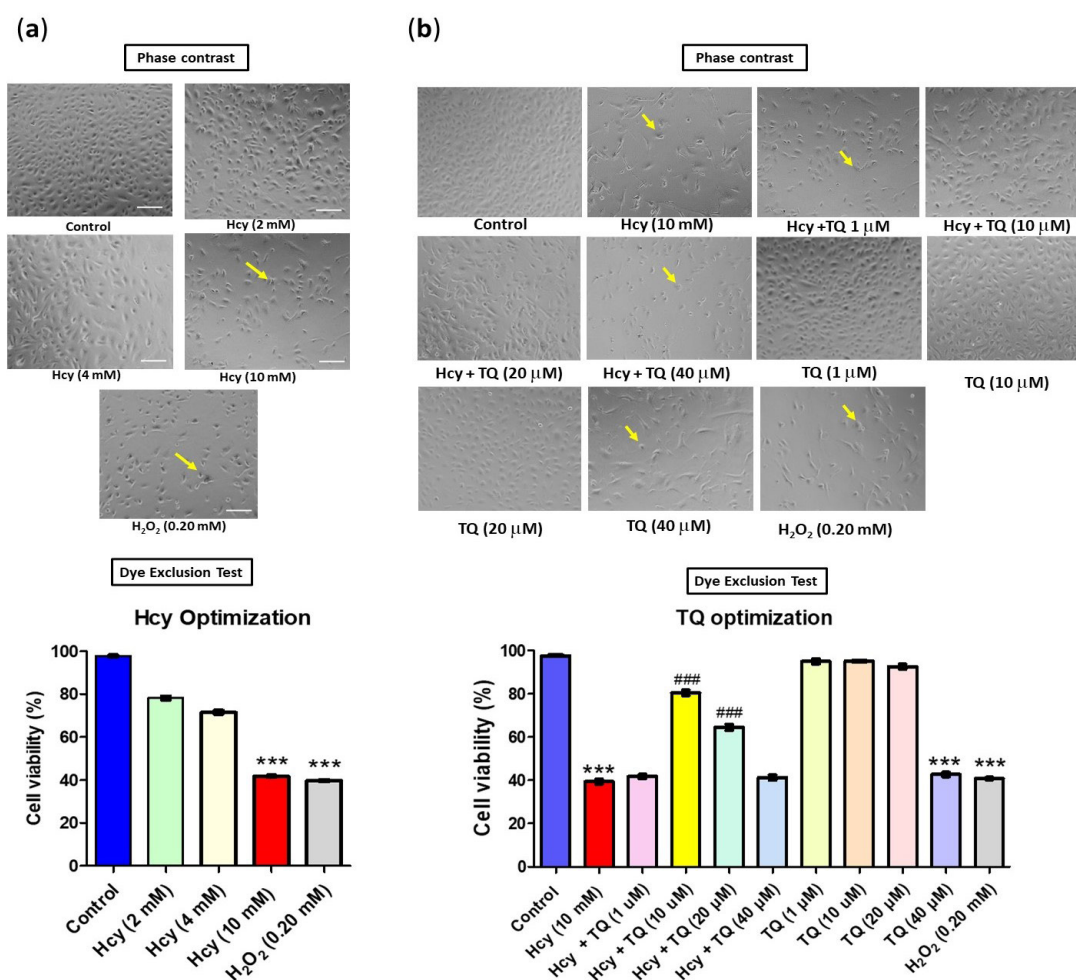 (a)
Phase contrast
Control
Hcy (2 mM)
Hcy (4 mM)
Hcy (10 mM)
H₂O₂ (0.20 mM)
Dye Exclusion Test
Hcy Optimization
Cell viability (%)
100
80
60
40
20
0
***
***
Control
Hcy (2 mM)
Hcy (4 mM)
Hcy (10 mM)
H₂O₂ (0.20 mM)
(b)
Phase contrast
Control
Hcy (10 mM)
Hcy +TQ 1 µM
Hcy + TQ (10 µM)
Hcy + TQ (20 µM)
Hcy + TQ (40 µM)
TQ (1 µM)
TQ (10 µM)
TQ (20 µM)
TQ (40 µM)
H₂O₂ (0.20 mM)
Dye Exclusion Test
TQ optimization
Cell viability (%)
100
80
60
40
20
0
***
###
###
***
***
Control
Hcy (10 mM)
Hcy + TQ (1 µM)
Hcy + TQ (10 uM)
Hcy + TQ (20 µM)
Hcy + TQ (40 µM)
TQ (1 µM)
TQ (10 uM)
TQ (20 µM)
TQ (40 µM)
H₂O₂ (0.20 mM)